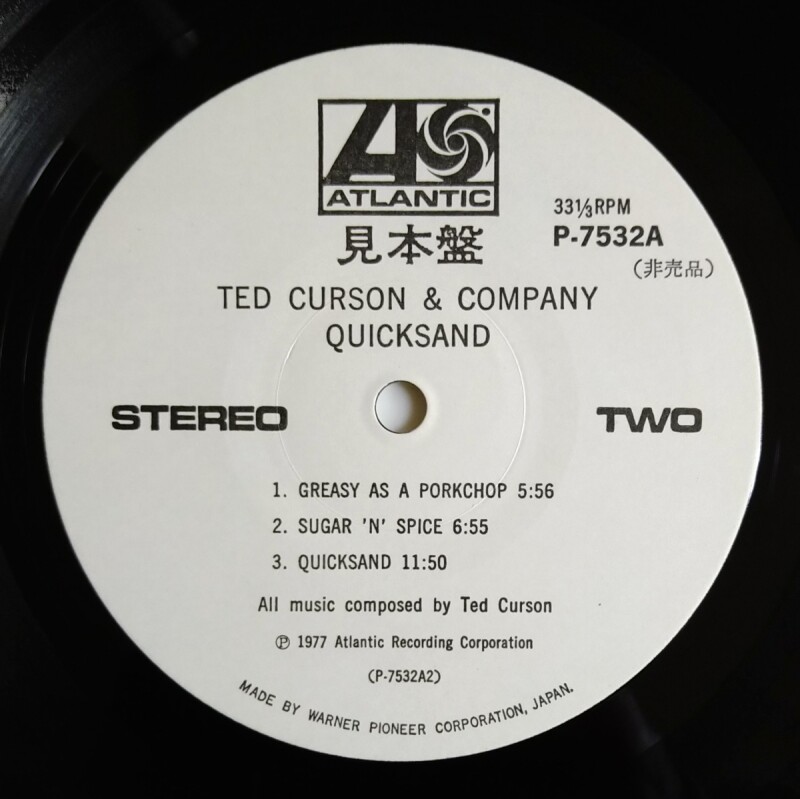 ATLANTIC
見本盤
33⅓RPM
P-7532A
(非売品)
TED CURSON & COMPANY
QUICKSAND
STEREO
TWO
1. GREASY AS A PORKCHOP 5:56
2. SUGAR 'N' SPICE 6:55
3. QUICKSAND 11:50
All music composed by Ted Curson
℗ 1977 Atlantic Recording Corporation
(P-7532A2)
MADE BY WARNER PIONEER CORPORATION, JAPAN.